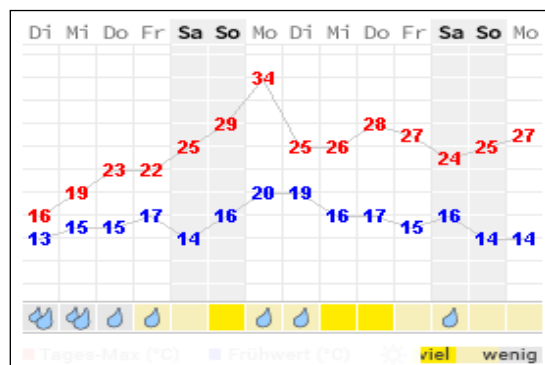 Di Mi Do Fr Sa So Mo Di Mi Do Fr Sa So Mo
34
29
28
27 27
25 25 26 25
24
23 22
19
16
20 19
17 16 16 17 16
15 15 15
13 14 14 14
Tages-Max (°C) Frühwert (°C) viel wenig